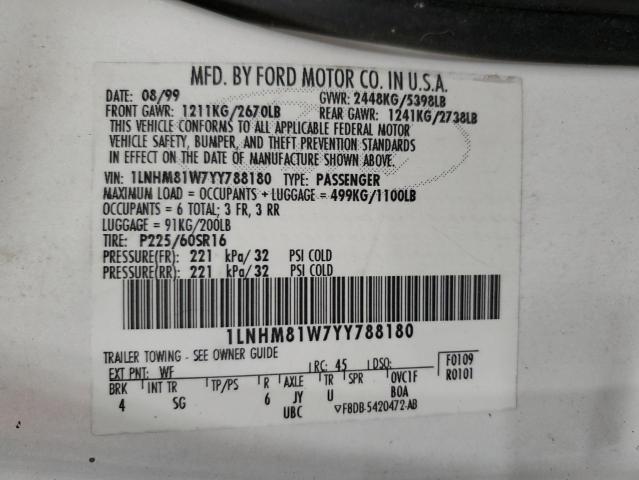 MFD. BY FORD MOTOR CO. IN U.S.A.
DATE: 08/99 GVWR: 2448KG/5398LB
FRONT GAWR: 1211KG/2670LB REAR GAWR: 1241KG/2738LB
THIS VEHICLE CONFORMS TO ALL APPLICABLE FEDERAL MOTOR
VEHICLE SAFETY, BUMPER, AND THEFT PREVENTION STANDARDS
IN EFFECT ON THE DATE OF MANUFACTURE SHOWN ABOVE.
VIN: 1LNHM81W7YY788180 TYPE: PASSENGER
MAXIMUM LOAD = OCCUPANTS + LUGGAGE = 499KG/1100LB
OCCUPANTS = 6 TOTAL; 3 FR, 3 RR
LUGGAGE = 91KG/200LB
TIRE: P225/60SR16
PRESSURE(FR): 221 kPa/ 32 PSI COLD
PRESSURE(RR): 221 kPa/ 32 PSI COLD
1LNHM81W7YY788180
TRAILER TOWING - SEE OWNER GUIDE
EXT PNT: WF RC: 45 DSO: F0109
R0101
BRK INT TR TP/PS R AXLE TR SPR 0VC1F
4 SG 6 JY U B0A
UBC F8DB-5420472-AB